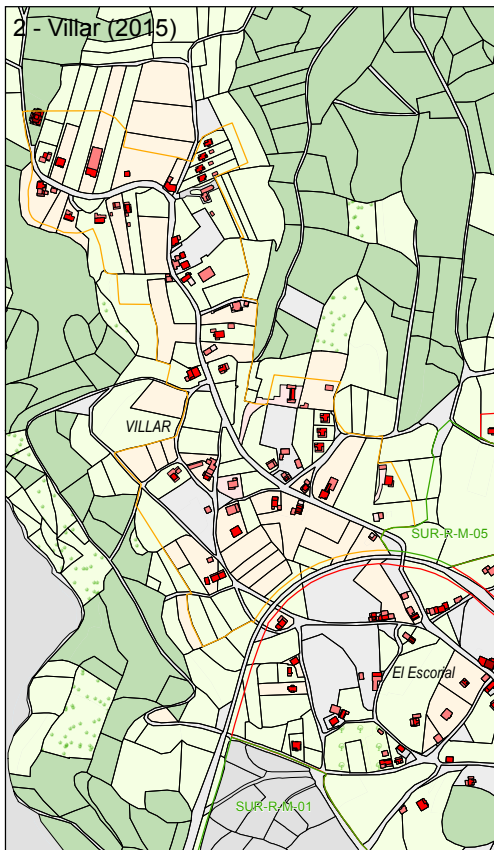 2 - Villar (2015)
VILLAR
SUR-R-M-05
El Escorial
SUR-R-M-01